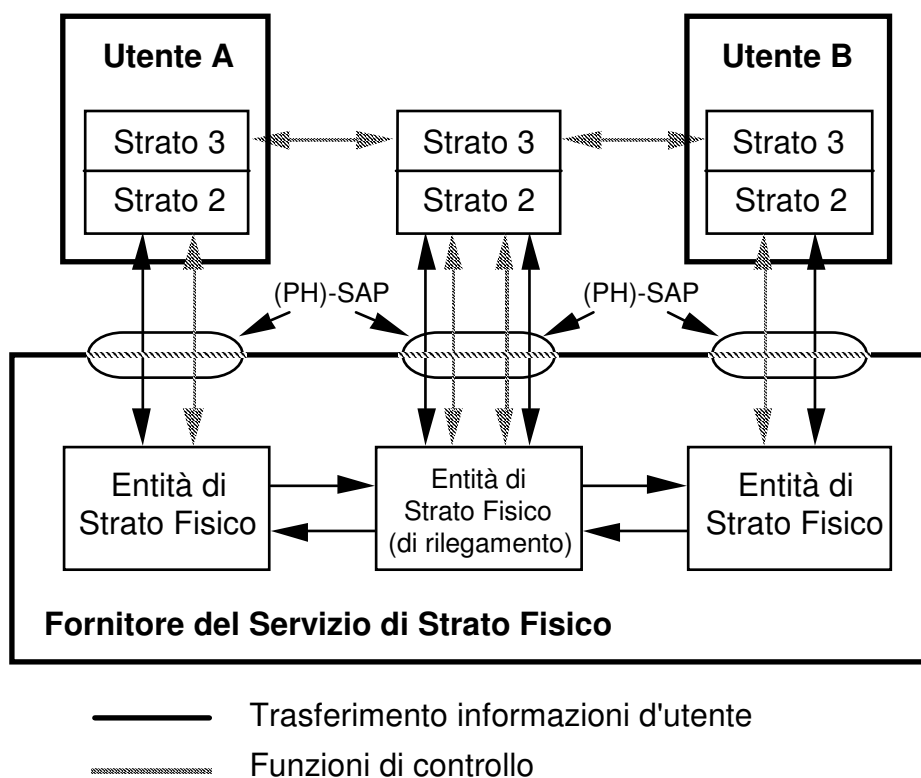 Utente A
Utente B
Strato 3
Strato 3
Strato 3
Strato 2
Strato 2
Strato 2
(PH)-SAP
(PH)-SAP
Entità di
Strato Fisico
Entità di
Strato Fisico
(di rilegamento)
Entità di
Strato Fisico
Fornitore del Servizio di Strato Fisico
Trasferimento informazioni d'utente
Funzioni di controllo